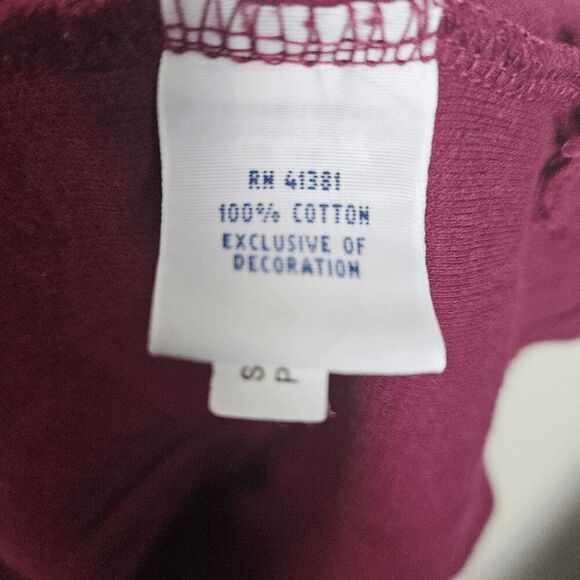 RN 41381
100% COTTON
EXCLUSIVE OF
DECORATION
S
P